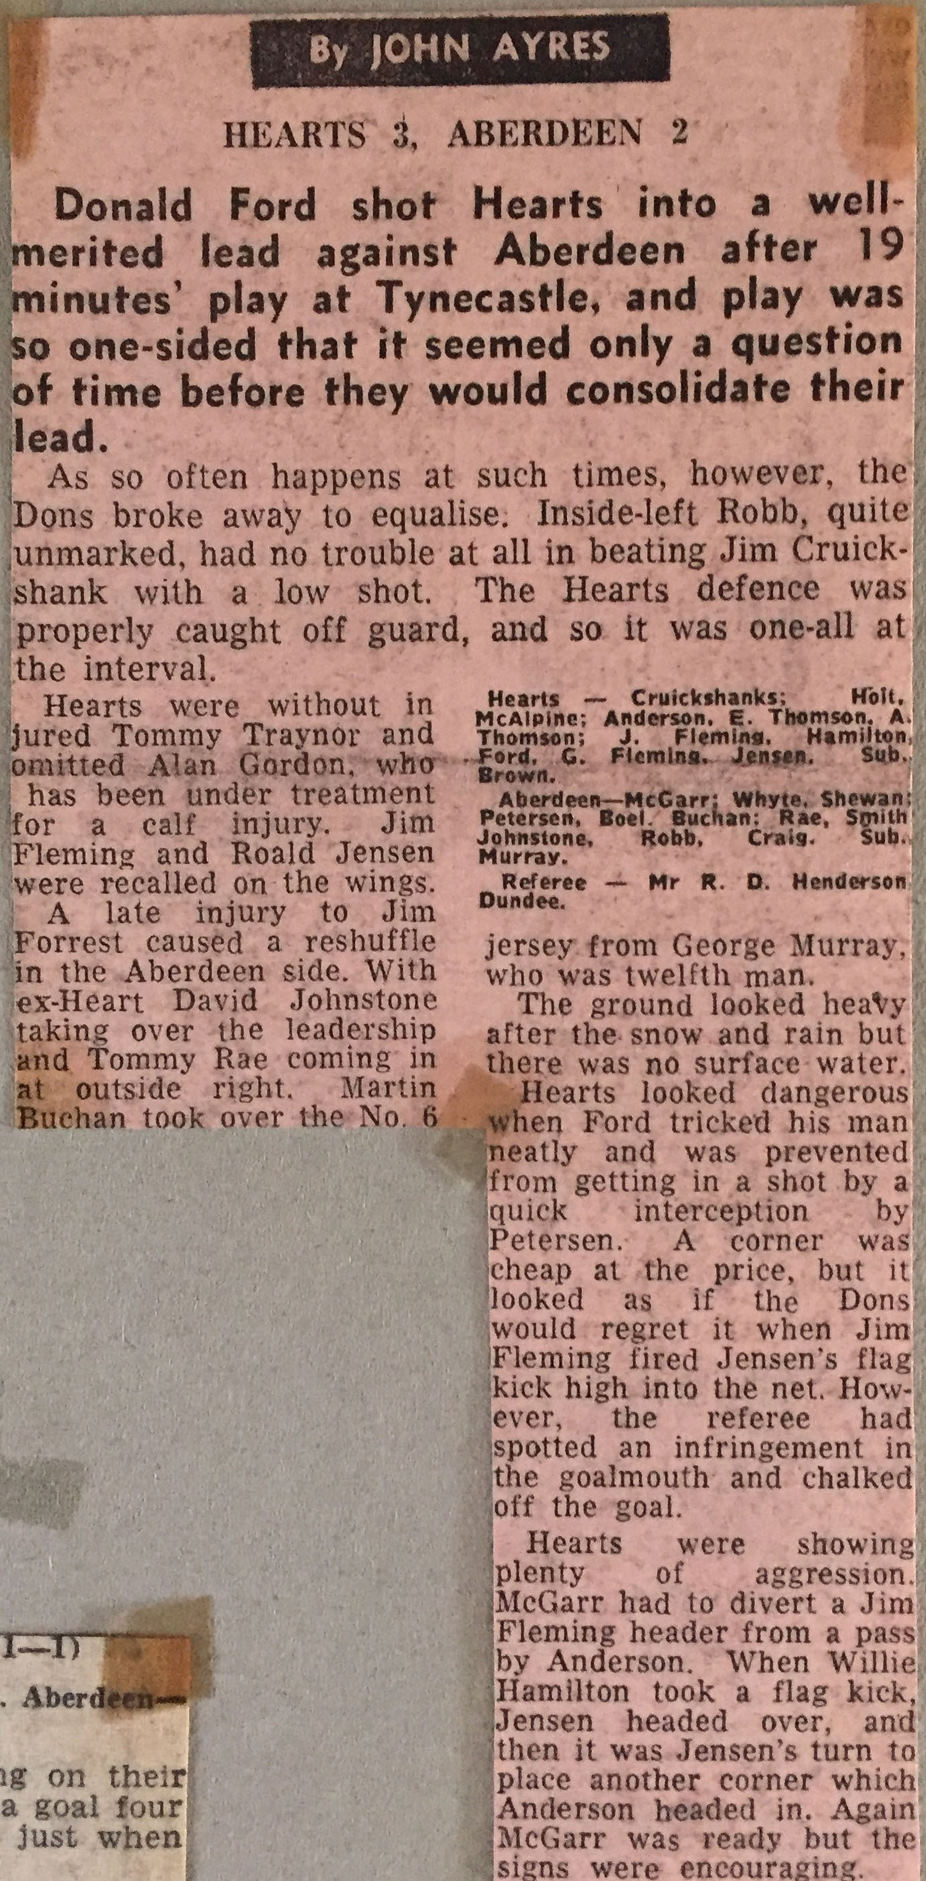 By JOHN AYRES
HEARTS 3, ABERDEEN 2
Donald Ford shot Hearts into a well-
merited lead against Aberdeen after 19
minutes' play at Tynecastle, and play was
so one-sided that it seemed only a question
of time before they would consolidate their
lead.
As so often happens at such times, however, the
Dons broke away to equalise. Inside-left Robb, quite
unmarked, had no trouble at all in beating Jim Cruick-
shank with a low shot. The Hearts defence was
properly caught off guard, and so it was one-all at
the interval.
Hearts were without in
jured Tommy Traynor and
omitted Alan Gordon, who
has been under treatment
for a calf injury. Jim
Fleming and Roald Jensen
were recalled on the wings.
A late injury to Jim
Forrest caused a reshuffle
in the Aberdeen side. With
ex-Heart David Johnstone
taking over the leadership
and Tommy Rae coming in
at outside right. Martin
Buchan took over the No. 6
Hearts — Cruickshanks; Holt,
McAlpine; Anderson, E. Thomson, A.
Thomson; J. Fleming, Hamilton,
Ford, G. Fleming, Jensen. Sub.
Brown.
Aberdeen—McGarr; Whyte, Shewan;
Petersen, Boel, Buchan; Rae, Smith
Johnstone, Robb, Craig. Sub.
Murray.
Referee — Mr R. D. Henderson
Dundee.
jersey from George Murray,
who was twelfth man.
The ground looked heavy
after the snow and rain but
there was no surface water.
Hearts looked dangerous
when Ford tricked his man
neatly and was prevented
from getting in a shot by a
quick interception by
Petersen. A corner was
cheap at the price, but it
looked as if the Dons
would regret it when Jim
Fleming fired Jensen's flag
kick high into the net. How-
ever, the referee had
spotted an infringement in
the goalmouth and chalked
off the goal.
Hearts were showing
plenty of aggression.
McGarr had to divert a Jim
Fleming header from a pass
by Anderson. When Willie
Hamilton took a flag kick,
Jensen headed over, and
then it was Jensen's turn to
place another corner which
Anderson headed in. Again
McGarr was ready but the
signs were encouraging.
1—1)
. Aberdeen—
ng on their
a goal four
just when